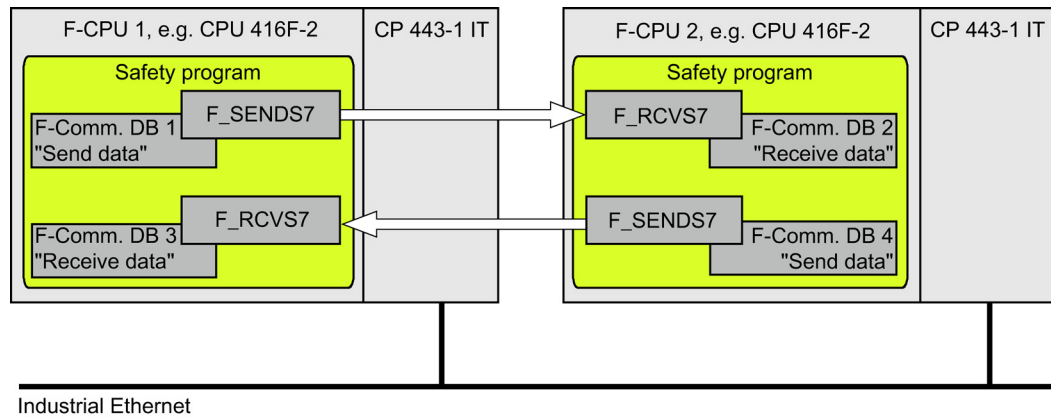 F-CPU 1, e.g. CPU 416F-2
CP 443-1 IT
Safety program
F_SENDS7
F-Comm. DB 1
"Send data"
F_RCVS7
F-Comm. DB 3
"Receive data"
F-CPU 2, e.g. CPU 416F-2
CP 443-1 IT
Safety program
F_RCVS7
F-Comm. DB 2
"Receive data"
F_SENDS7
F-Comm. DB 4
"Send data"
Industrial Ethernet